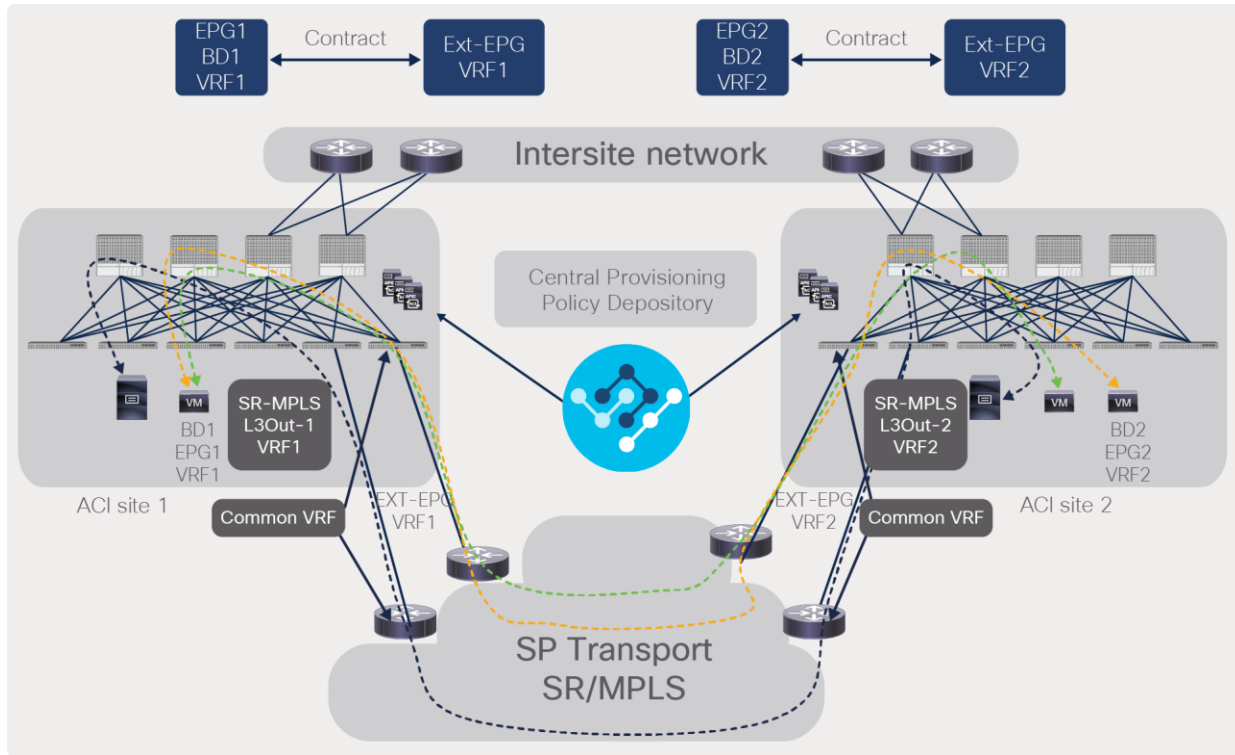 EPG1
BD1
VRF1
Contract
Ext-EPG
VRF1
EPG2
BD2
VRF2
Contract
Ext-EPG
VRF2
Intersite network
Central Provisioning
Policy Depository
VM
BD1
EPG1
VRF1
SR-MPLS
L3Out-1
VRF1
ACI site 1
Common VRF
EXT-EPG
VRF1
SR-MPLS
L3Out-2
VRF2
VM
VM
BD2
EPG2
VRF2
EXT-EPG
VRF2
Common VRF
ACI site 2
SP Transport
SR/MPLS